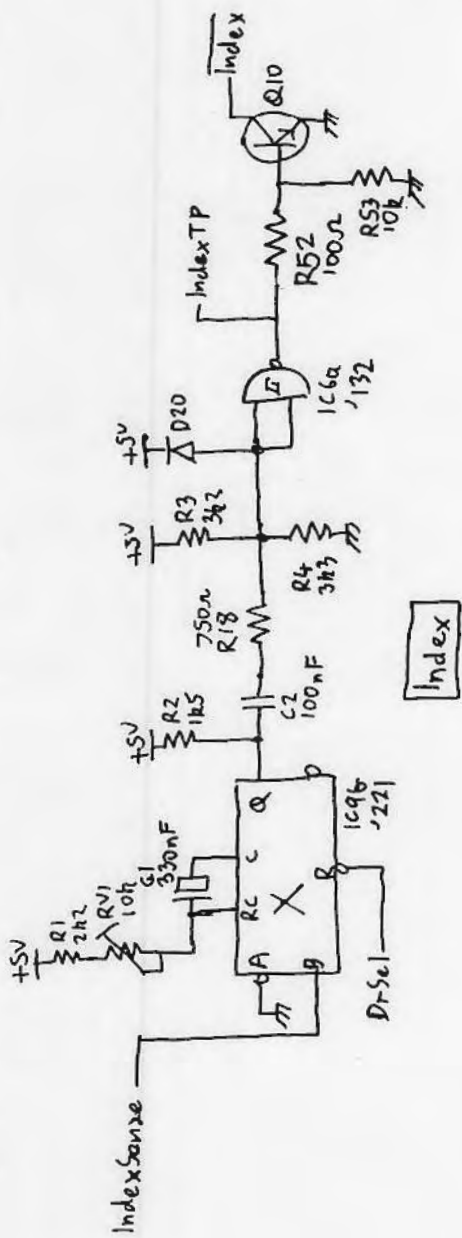 IndexSense
+5V
R1
2k2
RV1
10k
C1
330nF
A
B
RC
C
Q
R
IC9b
'221
DrSel
+5V
R2
1k5
C2
100nF
750Ω
R18
+5V
R3
3k3
R4
3k3
+5V
D20
IC6a
'132
IndexTP
R52
100Ω
R53
10k
Q10
Index
Index